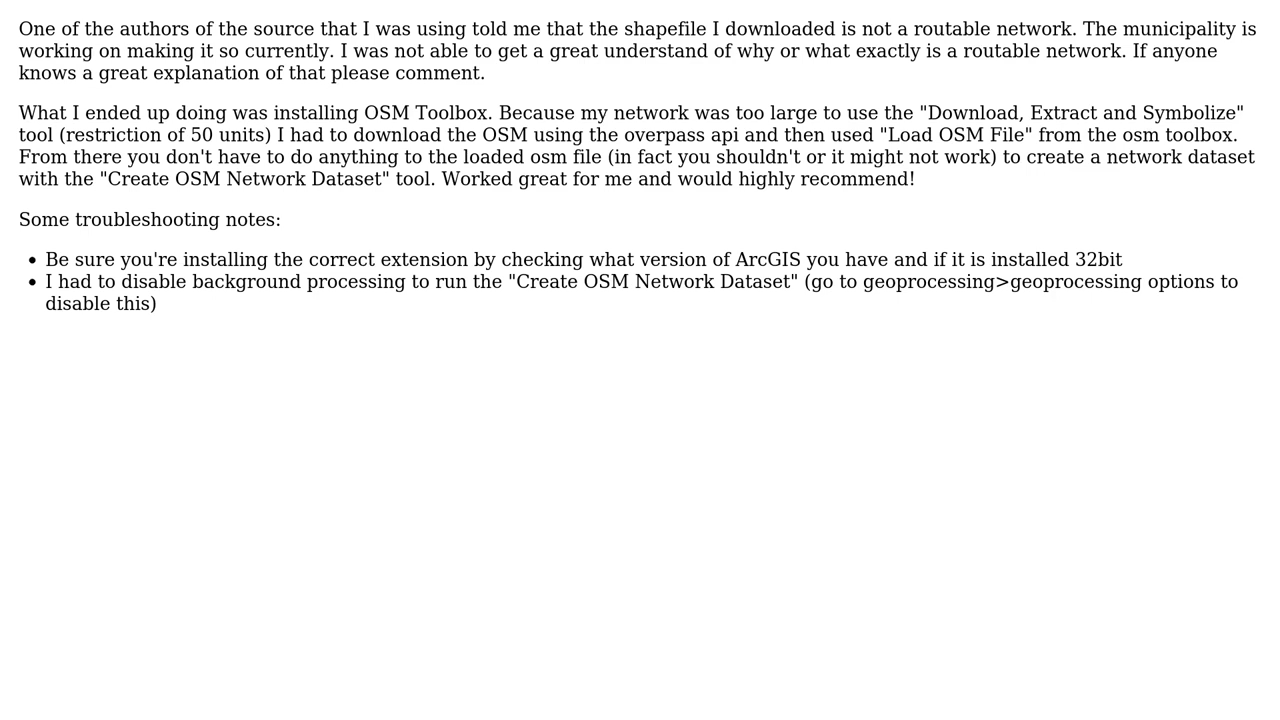 One of the authors of the source that I was using told me that the shapefile I downloaded is not a routable network. The municipality is
working on making it so currently. I was not able to get a great understand of why or what exactly is a routable network. If anyone
knows a great explanation of that please comment.
What I ended up doing was installing OSM Toolbox. Because my network was too large to use the "Download, Extract and Symbolize"
tool (restriction of 50 units) I had to download the OSM using the overpass api and then used "Load OSM File" from the osm toolbox.
From there you don't have to do anything to the loaded osm file (in fact you shouldn't or it might not work) to create a network dataset
with the "Create OSM Network Dataset" tool. Worked great for me and would highly recommend!
Some troubleshooting notes:
• Be sure you're installing the correct extension by checking what version of ArcGIS you have and if it is installed 32bit
• I had to disable background processing to run the "Create OSM Network Dataset" (go to geoprocessing>geoprocessing options to
disable this)